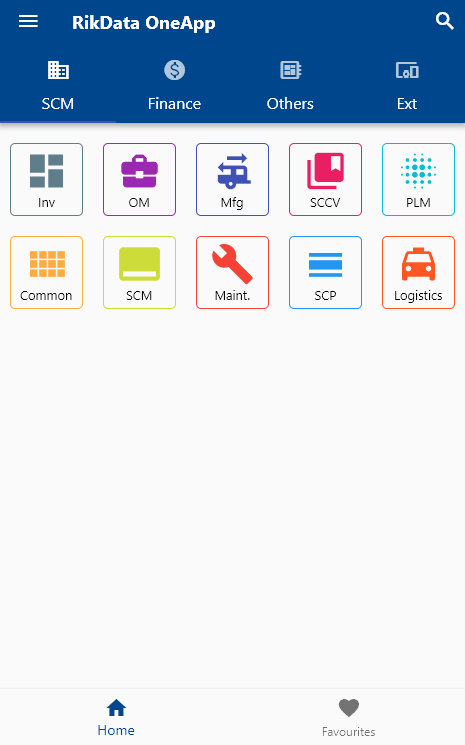 RikData OneApp
SCM Finance Others Ext
Inv OM Mfg SCCV PLM
Common SCM Maint. SCP Logistics
Home Favourites